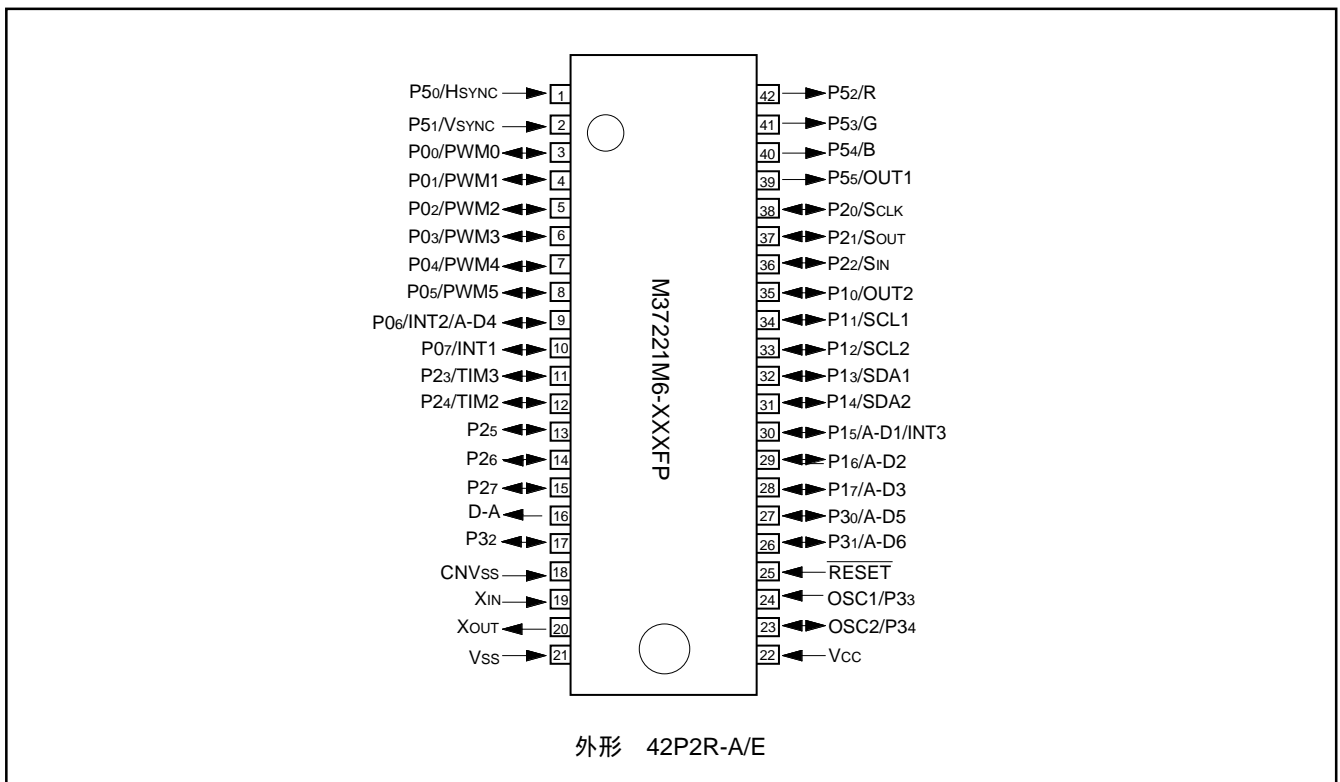 P50/HSYNC 1 42 P52/R
P51/VSYNC 2 41 P53/G
P00/PWM0 3 40 P54/B
P01/PWM1 4 39 P55/OUT1
P02/PWM2 5 38 P20/SCLK
P03/PWM3 6 37 P21/SOUT
P04/PWM4 7 36 P22/SIN
P05/PWM5 8 35 P10/OUT2
P06/INT2/A-D4 9 34 P11/SCL1
P07/INT1 10 33 P12/SCL2
P23/TIM3 11 32 P13/SDA1
P24/TIM2 12 31 P14/SDA2
P25 13 30 P15/A-D1/INT3
P26 14 29 P16/A-D2
P27 15 28 P17/A-D3
D-A 16 27 P30/A-D5
P32 17 26 P31/A-D6
CNVSS 18 25 RESET
XIN 19 24 OSC1/P33
XOUT 20 23 OSC2/P34
VSS 21 22 VCC
M37221M6-XXXFP
外形 42P2R-A/E